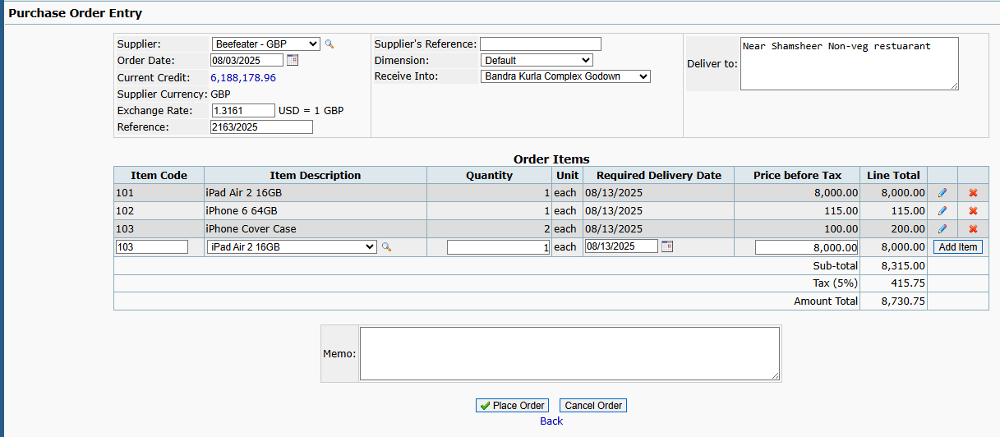 Purchase Order Entry
Supplier: Beefeater - GBP
Order Date: 08/03/2025
Current Credit: 6,188,178.96
Supplier Currency: GBP
Exchange Rate: 1.3161 USD = 1 GBP
Reference: 2163/2025
Supplier's Reference:
Dimension: Default
Receive Into: Bandra Kurla Complex Godown
Deliver to: Near Shamsheer Non-veg restuarant
Order Items
Item Code Item Description Quantity Unit Required Delivery Date Price before Tax Line Total
101 iPad Air 2 16GB 1 each 08/13/2025 8,000.00 8,000.00
102 iPhone 6 64GB 1 each 08/13/2025 115.00 115.00
103 iPhone Cover Case 2 each 08/13/2025 100.00 200.00
103 iPad Air 2 16GB 1 each 08/13/2025 8,000.00 8,000.00 Add Item
Sub-total 8,315.00
Tax (5%) 415.75
Amount Total 8,730.75
Memo:
Place Order Cancel Order
Back